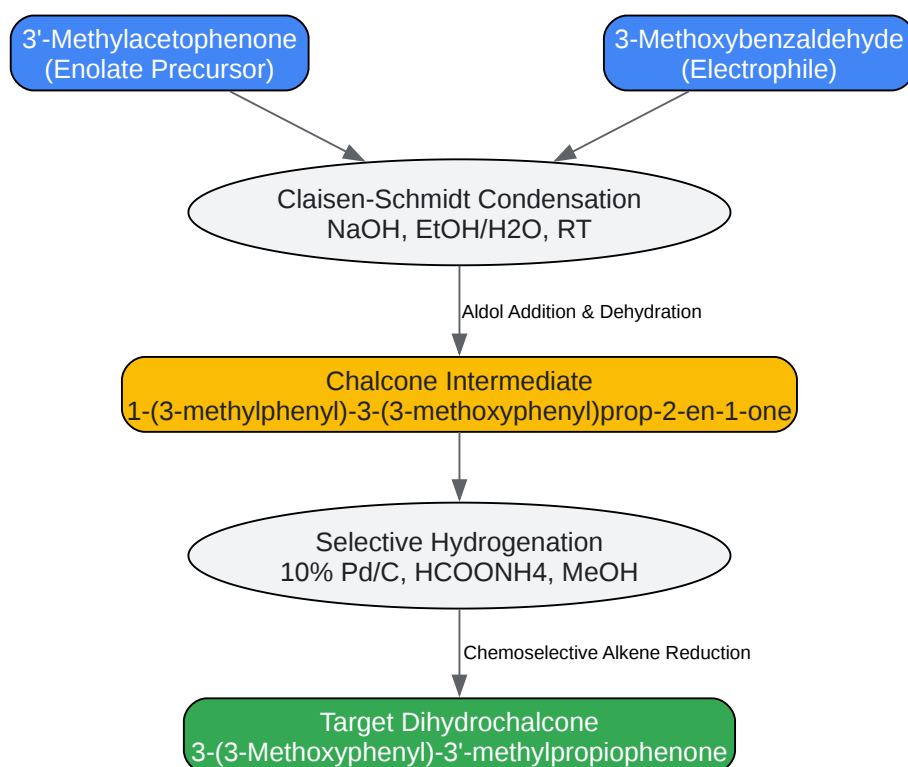 3'-Methylacetophenone
(Enolate Precursor)
3-Methoxybenzaldehyde
(Electrophile)
Claisen-Schmidt Condensation
NaOH, EtOH/H2O, RT
Aldol Addition & Dehydration
Chalcone Intermediate
1-(3-methylphenyl)-3-(3-methoxyphenyl)prop-2-en-1-one
Selective Hydrogenation
10% Pd/C, HCOONH4, MeOH
Chemoselective Alkene Reduction
Target Dihydrochalcone
3-(3-Methoxyphenyl)-3'-methylpropiophenone